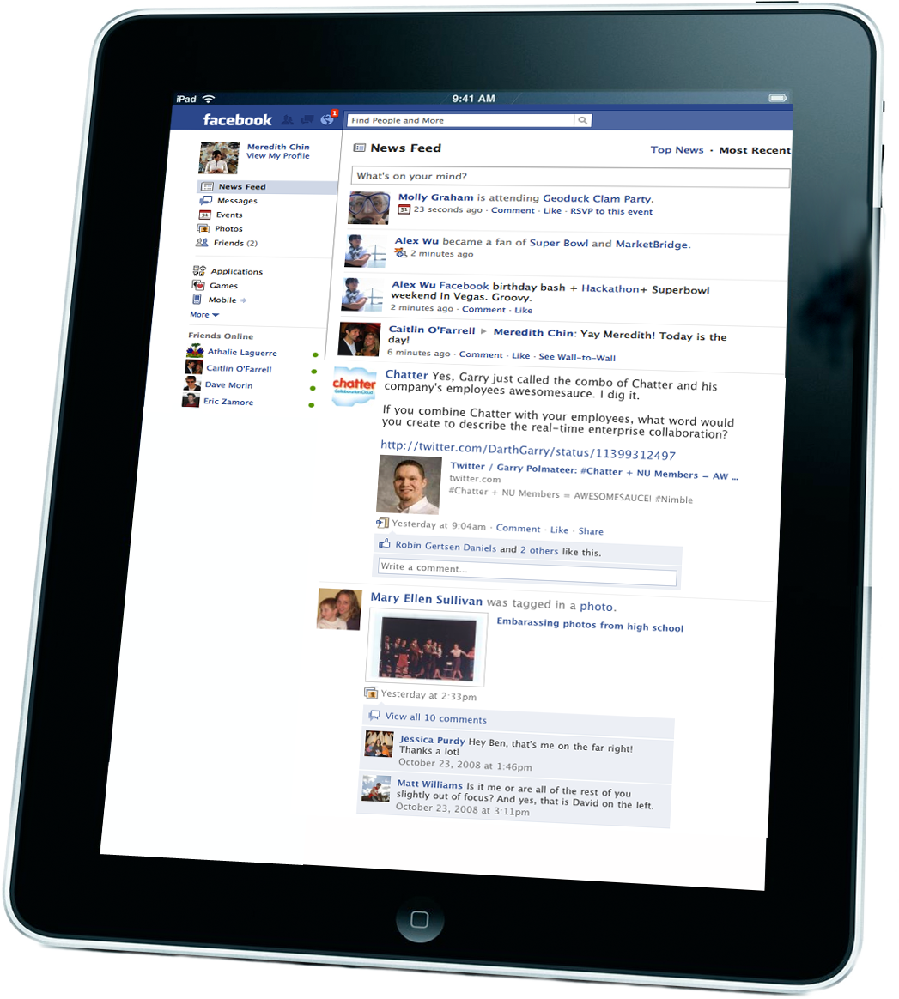 iPad
9:41 AM
facebook
1
Find People and More
Meredith Chin
View My Profile
News Feed
Messages
31
Events
Photos
Friends (2)
Applications
Games
Mobile
More
Friends Online
Athalie Laguerre
Caitlin O'Farrell
Dave Morin
Eric Zamore
News Feed
Top News · Most Recent
What's on your mind?
Molly Graham is attending Geoduck Clam Party.
31 23 seconds ago · Comment · Like · RSVP to this event
Alex Wu became a fan of Super Bowl and MarketBridge.
2 minutes ago
Alex Wu Facebook birthday bash + Hackathon+ Superbowl
weekend in Vegas. Groovy.
2 minutes ago · Comment · Like
Caitlin O'Farrell ▸ Meredith Chin: Yay Meredith! Today is the
day!
6 minutes ago · Comment · Like · See Wall-to-Wall
chatter
Collaboration Cloud
Chatter Yes, Garry just called the combo of Chatter and his
company's employees awesomesauce. I dig it.
If you combine Chatter with your employees, what word would
you create to describe the real-time enterprise collaboration?
http://twitter.com/DarthGarry/status/11399312497
Twitter / Garry Polmateer: #Chatter + NU Members = AW ...
twitter.com
#Chatter + NU Members = AWESOMESAUCE! #Nimble
Yesterday at 9:04am · Comment · Like · Share
Robin Gertsen Daniels and 2 others like this.
Write a comment...
Mary Ellen Sullivan was tagged in a photo.
Embarassing photos from high school
Yesterday at 2:33pm
View all 10 comments
Jessica Purdy Hey Ben, that's me on the far right!
Thanks a lot!
October 23, 2008 at 1:46pm
Matt Williams Is it me or are all of the rest of you
slightly out of focus? And yes, that is David on the left.
October 23, 2008 at 3:11pm